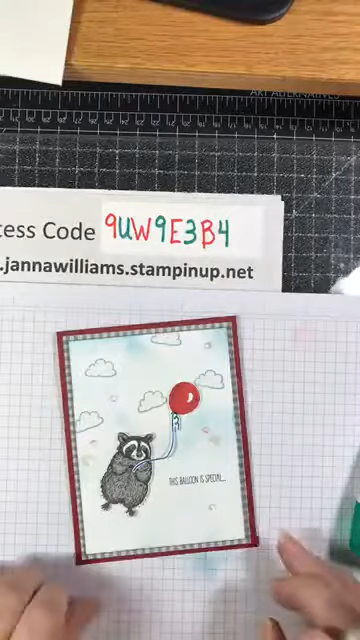 cess Code 9UW9E3B4
.jannawilliams.stampinup.net
THIS BALLOON IS SPECIAL...